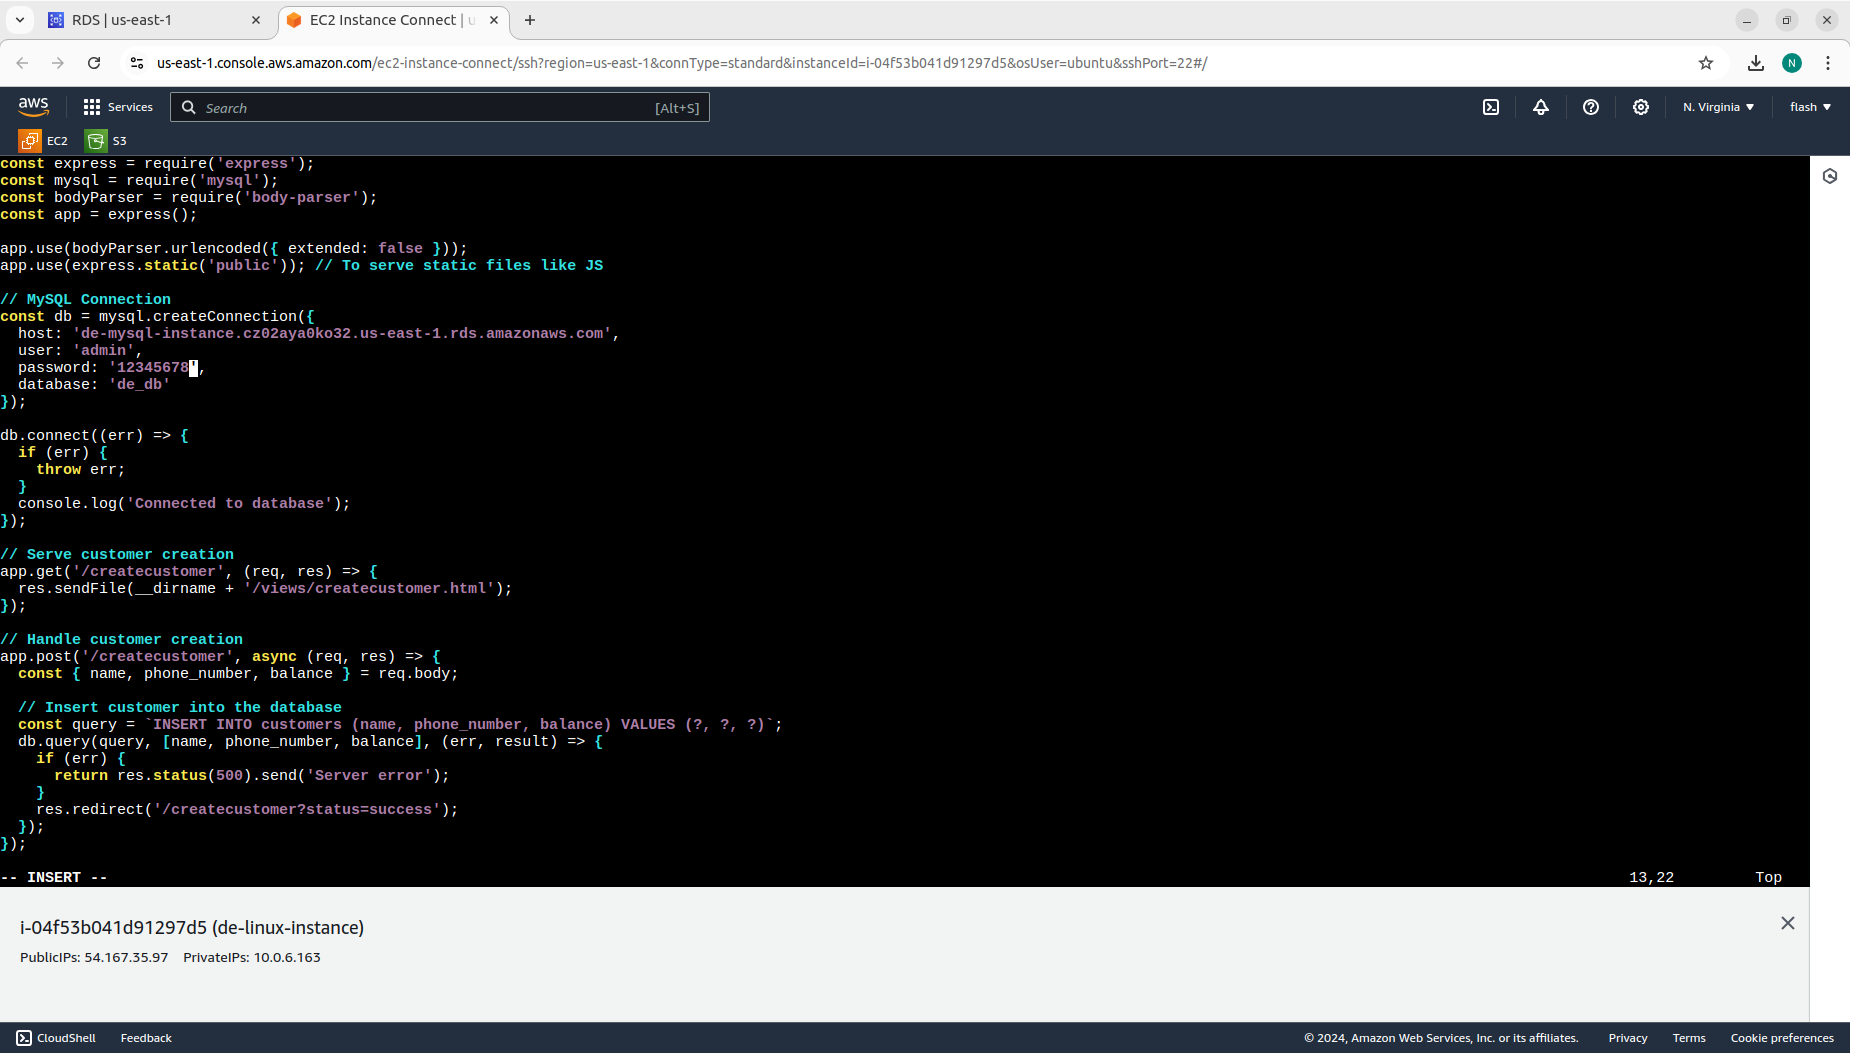 RDS | us-east-1
EC2 Instance Connect | u
us-east-1.console.aws.amazon.com/ec2-instance-connect/ssh?region=us-east-1&connType=standard&instanceId=i-04f53b041d91297d5&osUser=ubuntu&sshPort=22#/
N
aws
Services
Search
[Alt+S]
N. Virginia
flash
EC2
S3
const express = require('express');
const mysql = require('mysql');
const bodyParser = require('body-parser');
const app = express();
app.use(bodyParser.urlencoded({ extended: false }));
app.use(express.static('public')); // To serve static files like JS
// MySQL Connection
const db = mysql.createConnection({
  host: 'de-mysql-instance.cz02aya0ko32.us-east-1.rds.amazonaws.com',
  user: 'admin',
  password: '12345678',
  database: 'de_db'
});
db.connect((err) => {
  if (err) {
    throw err;
  }
  console.log('Connected to database');
});
// Serve customer creation
app.get('/createcustomer', (req, res) => {
  res.sendFile(__dirname + '/views/createcustomer.html');
});
// Handle customer creation
app.post('/createcustomer', async (req, res) => {
  const { name, phone_number, balance } = req.body;
  // Insert customer into the database
  const query = `INSERT INTO customers (name, phone_number, balance) VALUES (?, ?, ?)`;
  db.query(query, [name, phone_number, balance], (err, result) => {
    if (err) {
      return res.status(500).send('Server error');
    }
    res.redirect('/createcustomer?status=success');
  });
});
-- INSERT --
13,22
Top
i-04f53b041d91297d5 (de-linux-instance)
PublicIPs: 54.167.35.97 PrivateIPs: 10.0.6.163
CloudShell
Feedback
© 2024, Amazon Web Services, Inc. or its affiliates.
Privacy
Terms
Cookie preferences